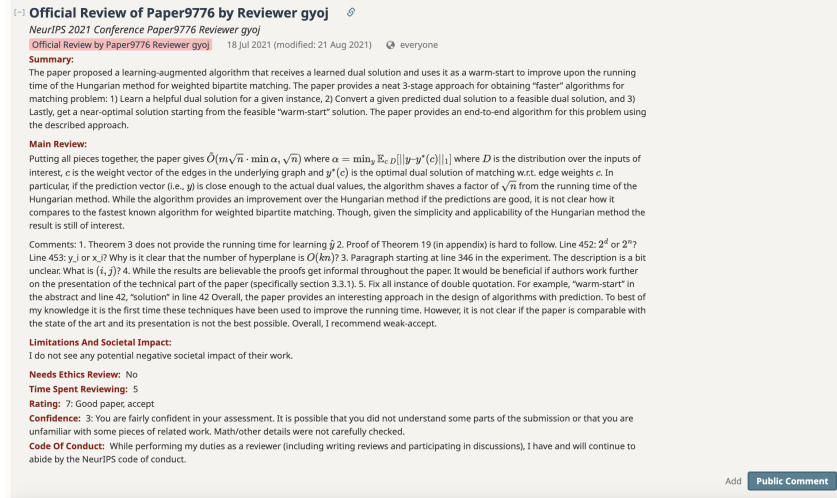 [−] Official Review of Paper9776 by Reviewer gyoj
NeurIPS 2021 Conference Paper9776 Reviewer gyoj
Official Review by Paper9776 Reviewer gyoj 18 Jul 2021 (modified: 21 Aug 2021) everyone
Summary:
The paper proposed a learning-augmented algorithm that receives a learned dual solution and uses it as a warm-start to improve upon the running
time of the Hungarian method for weighted bipartite matching. The paper provides a neat 3-stage approach for obtaining “faster” algorithms for
matching problem: 1) Learn a helpful dual solution for a given instance, 2) Convert a given predicted dual solution to a feasible dual solution, and 3)
Lastly, get a near-optimal solution starting from the feasible “warm-start” solution. The paper provides an end-to-end algorithm for this problem using
the described approach.
Main Review:
Putting all pieces together, the paper gives Õ(m√n · min α, √n) where α = min_y 𝔼_{c D}[||y–y*(c)||₁] where D is the distribution over the inputs of
interest, c is the weight vector of the edges in the underlying graph and y*(c) is the optimal dual solution of matching w.r.t. edge weights c. In
particular, if the prediction vector (i.e., y) is close enough to the actual dual values, the algorithm shaves a factor of √n from the running time of the
Hungarian method. While the algorithm provides an improvement over the Hungarian method if the predictions are good, it is not clear how it
compares to the fastest known algorithm for weighted bipartite matching. Though, given the simplicity and applicability of the Hungarian method the
result is still of interest.
Comments: 1. Theorem 3 does not provide the running time for learning ŷ 2. Proof of Theorem 19 (in appendix) is hard to follow. Line 452: 2^d or 2^n?
Line 453: y_i or x_i? Why is it clear that the number of hyperplane is O(kn)? 3. Paragraph starting at line 346 in the experiment. The description is a bit
unclear. What is (i, j)? 4. While the results are believable the proofs get informal throughout the paper. It would be beneficial if authors work further
on the presentation of the technical part of the paper (specifically section 3.3.1). 5. Fix all instance of double quotation. For example, “warm-start” in
the abstract and line 42, “solution” in line 42 Overall, the paper provides an interesting approach in the design of algorithms with prediction. To best of
my knowledge it is the first time these techniques have been used to improve the running time. However, it is not clear if the paper is comparable with
the state of the art and its presentation is not the best possible. Overall, I recommend weak-accept.
Limitations And Societal Impact:
I do not see any potential negative societal impact of their work.
Needs Ethics Review: No
Time Spent Reviewing: 5
Rating: 7: Good paper, accept
Confidence: 3: You are fairly confident in your assessment. It is possible that you did not understand some parts of the submission or that you are
unfamiliar with some pieces of related work. Math/other details were not carefully checked.
Code Of Conduct: While performing my duties as a reviewer (including writing reviews and participating in discussions), I have and will continue to
abide by the NeurIPS code of conduct.
Add Public Comment